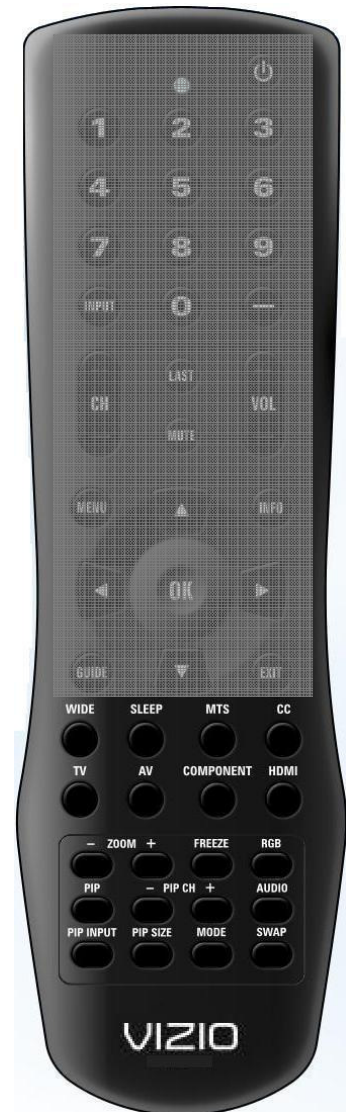 1 2 3
4 5 6
7 8 9
INPUT 0 —
LAST
CH VOL
MUTE
MENU INFO
OK
GUIDE EXIT
WIDE SLEEP MTS CC
TV AV COMPONENT HDMI
– ZOOM + FREEZE RGB
PIP – PIP CH + AUDIO
PIP INPUT PIP SIZE MODE SWAP
VIZIO